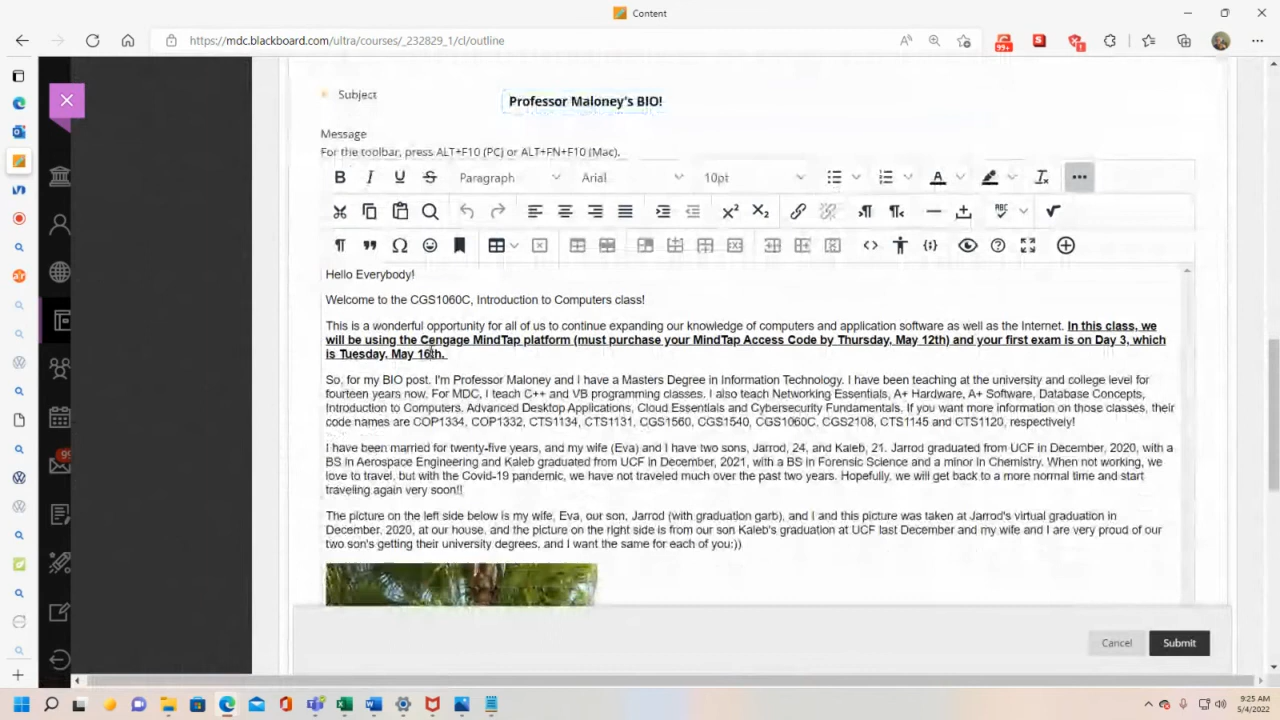 Content
https://mdc.blackboard.com/ultra/courses/_232829_1/cl/outline
99+
Subject
Professor Maloney's BIO!
Message
For the toolbar, press ALT+F10 (PC) or ALT+FN+F10 (Mac).
B I U S Paragraph Arial 10pt
Hello Everybody!
Welcome to the CGS1060C, Introduction to Computers class!
This is a wonderful opportunity for all of us to continue expanding our knowledge of computers and application software as well as the Internet. In this class, we
will be using the Cengage MindTap platform (must purchase your MindTap Access Code by Thursday, May 12th) and your first exam is on Day 3, which
is Tuesday, May 16th.
So, for my BIO post. I'm Professor Maloney and I have a Masters Degree in Information Technology. I have been teaching at the university and college level for
fourteen years now. For MDC, I teach C++ and VB programming classes. I also teach Networking Essentials, A+ Hardware, A+ Software, Database Concepts,
Introduction to Computers, Advanced Desktop Applications, Cloud Essentials and Cybersecurity Fundamentals. If you want more information on those classes, their
code names are COP1334, COP1332, CTS1134, CTS1131, CGS1560, CGS1540, CGS1060C, CGS2108, CTS1145 and CTS1120, respectively!
I have been married for twenty-five years, and my wife (Eva) and I have two sons, Jarrod, 24, and Kaleb, 21. Jarrod graduated from UCF in December, 2020, with a
BS in Aerospace Engineering and Kaleb graduated from UCF in December, 2021, with a BS in Forensic Science and a minor in Chemistry. When not working, we
love to travel, but with the Covid-19 pandemic, we have not traveled much over the past two years. Hopefully, we will get back to a more normal time and start
traveling again very soon!!
The picture on the left side below is my wife, Eva, our son, Jarrod (with graduation garb), and I and this picture was taken at Jarrod's virtual graduation in
December, 2020, at our house, and the picture on the right side is from our son Kaleb's graduation at UCF last December and my wife and I are very proud of our
two son's getting their university degrees, and I want the same for each of you:))
Cancel Submit
9:25 AM
5/4/2022